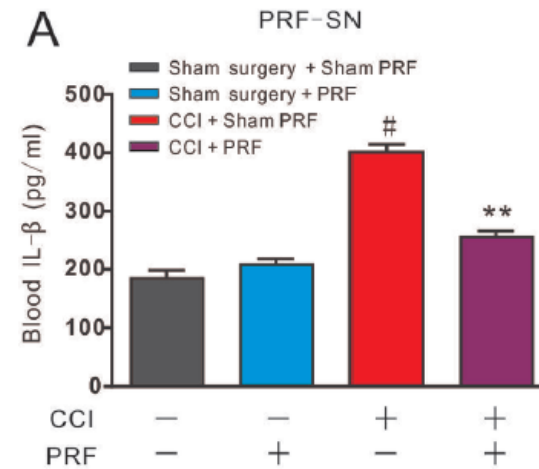 A
PRF-SN
Sham surgery + Sham PRF
Sham surgery + PRF
CCI + Sham PRF
CCI + PRF
Blood IL-β (pg/ml)
500
400
300
200
100
0
#
**
CCI − − + +
PRF − + − +